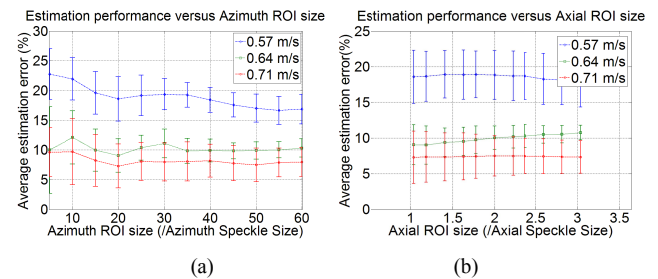 Estimation performance versus Azimuth ROI size
30
25
20
15
10
5
0
Average estimation error(%)
0.57 m/s
0.64 m/s
0.71 m/s
10 20 30 40 50 60
Azimuth ROI size (/Azimuth Speckle Size)
(a)
Estimation performance versus Axial ROI size
25
20
15
10
5
0
Average estimation error(%)
0.57 m/s
0.64 m/s
0.71 m/s
1 1.5 2 2.5 3 3.5
Axial ROI size (/Axial Speckle Size)
(b)